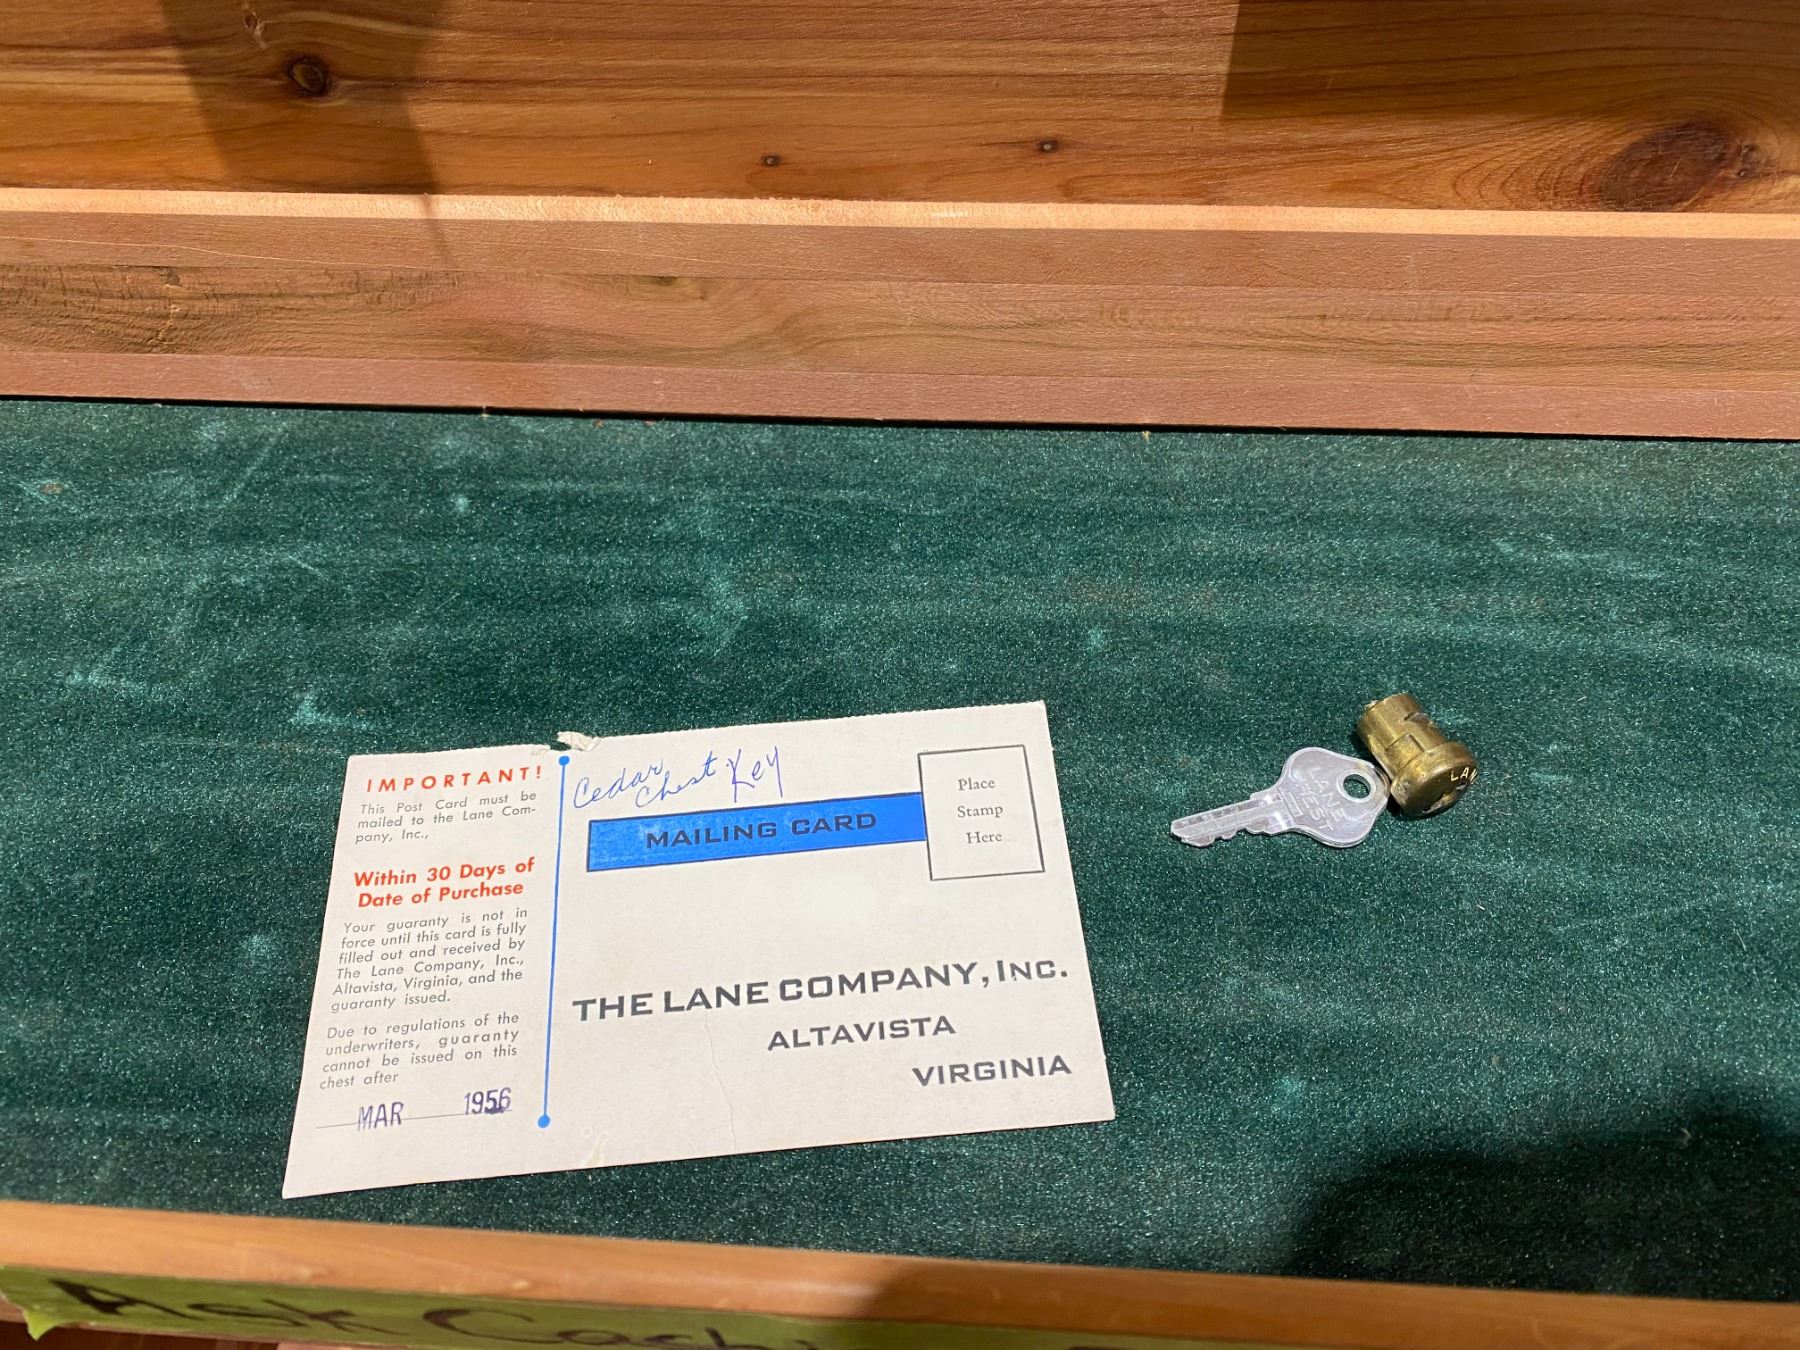 IMPORTANT!
This Post Card must be
mailed to the Lane Com-
pany, Inc.,
Within 30 Days of
Date of Purchase
Your guaranty is not in
force until this card is fully
filled out and received by
The Lane Company, Inc.,
Altavista, Virginia, and the
guaranty issued.
Due to regulations of the
underwriters, guaranty
cannot be issued on this
chest after
MAR 1956
Cedar
Chest Key
MAILING CARD
Place
Stamp
Here
THE LANE COMPANY, INC.
ALTAVISTA
VIRGINIA
LANE
LAN
Ask